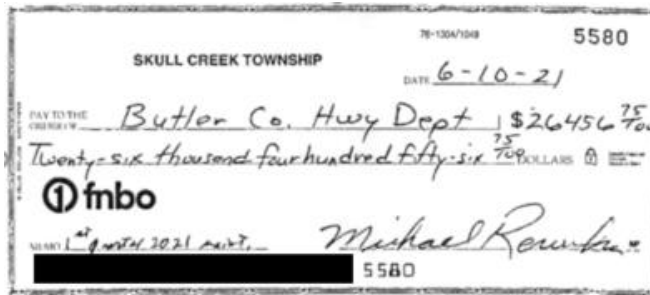 76-1304/1049
5580
SKULL CREEK TOWNSHIP
DATE 6-10-21
PAY TO THE ORDER OF Butler Co. Hwy Dept $26456 75/100
Twenty-six thousand four hundred fifty-six 75/100 DOLLARS
fnbo
MEMO 1st 2021 maint.
Michael
5580